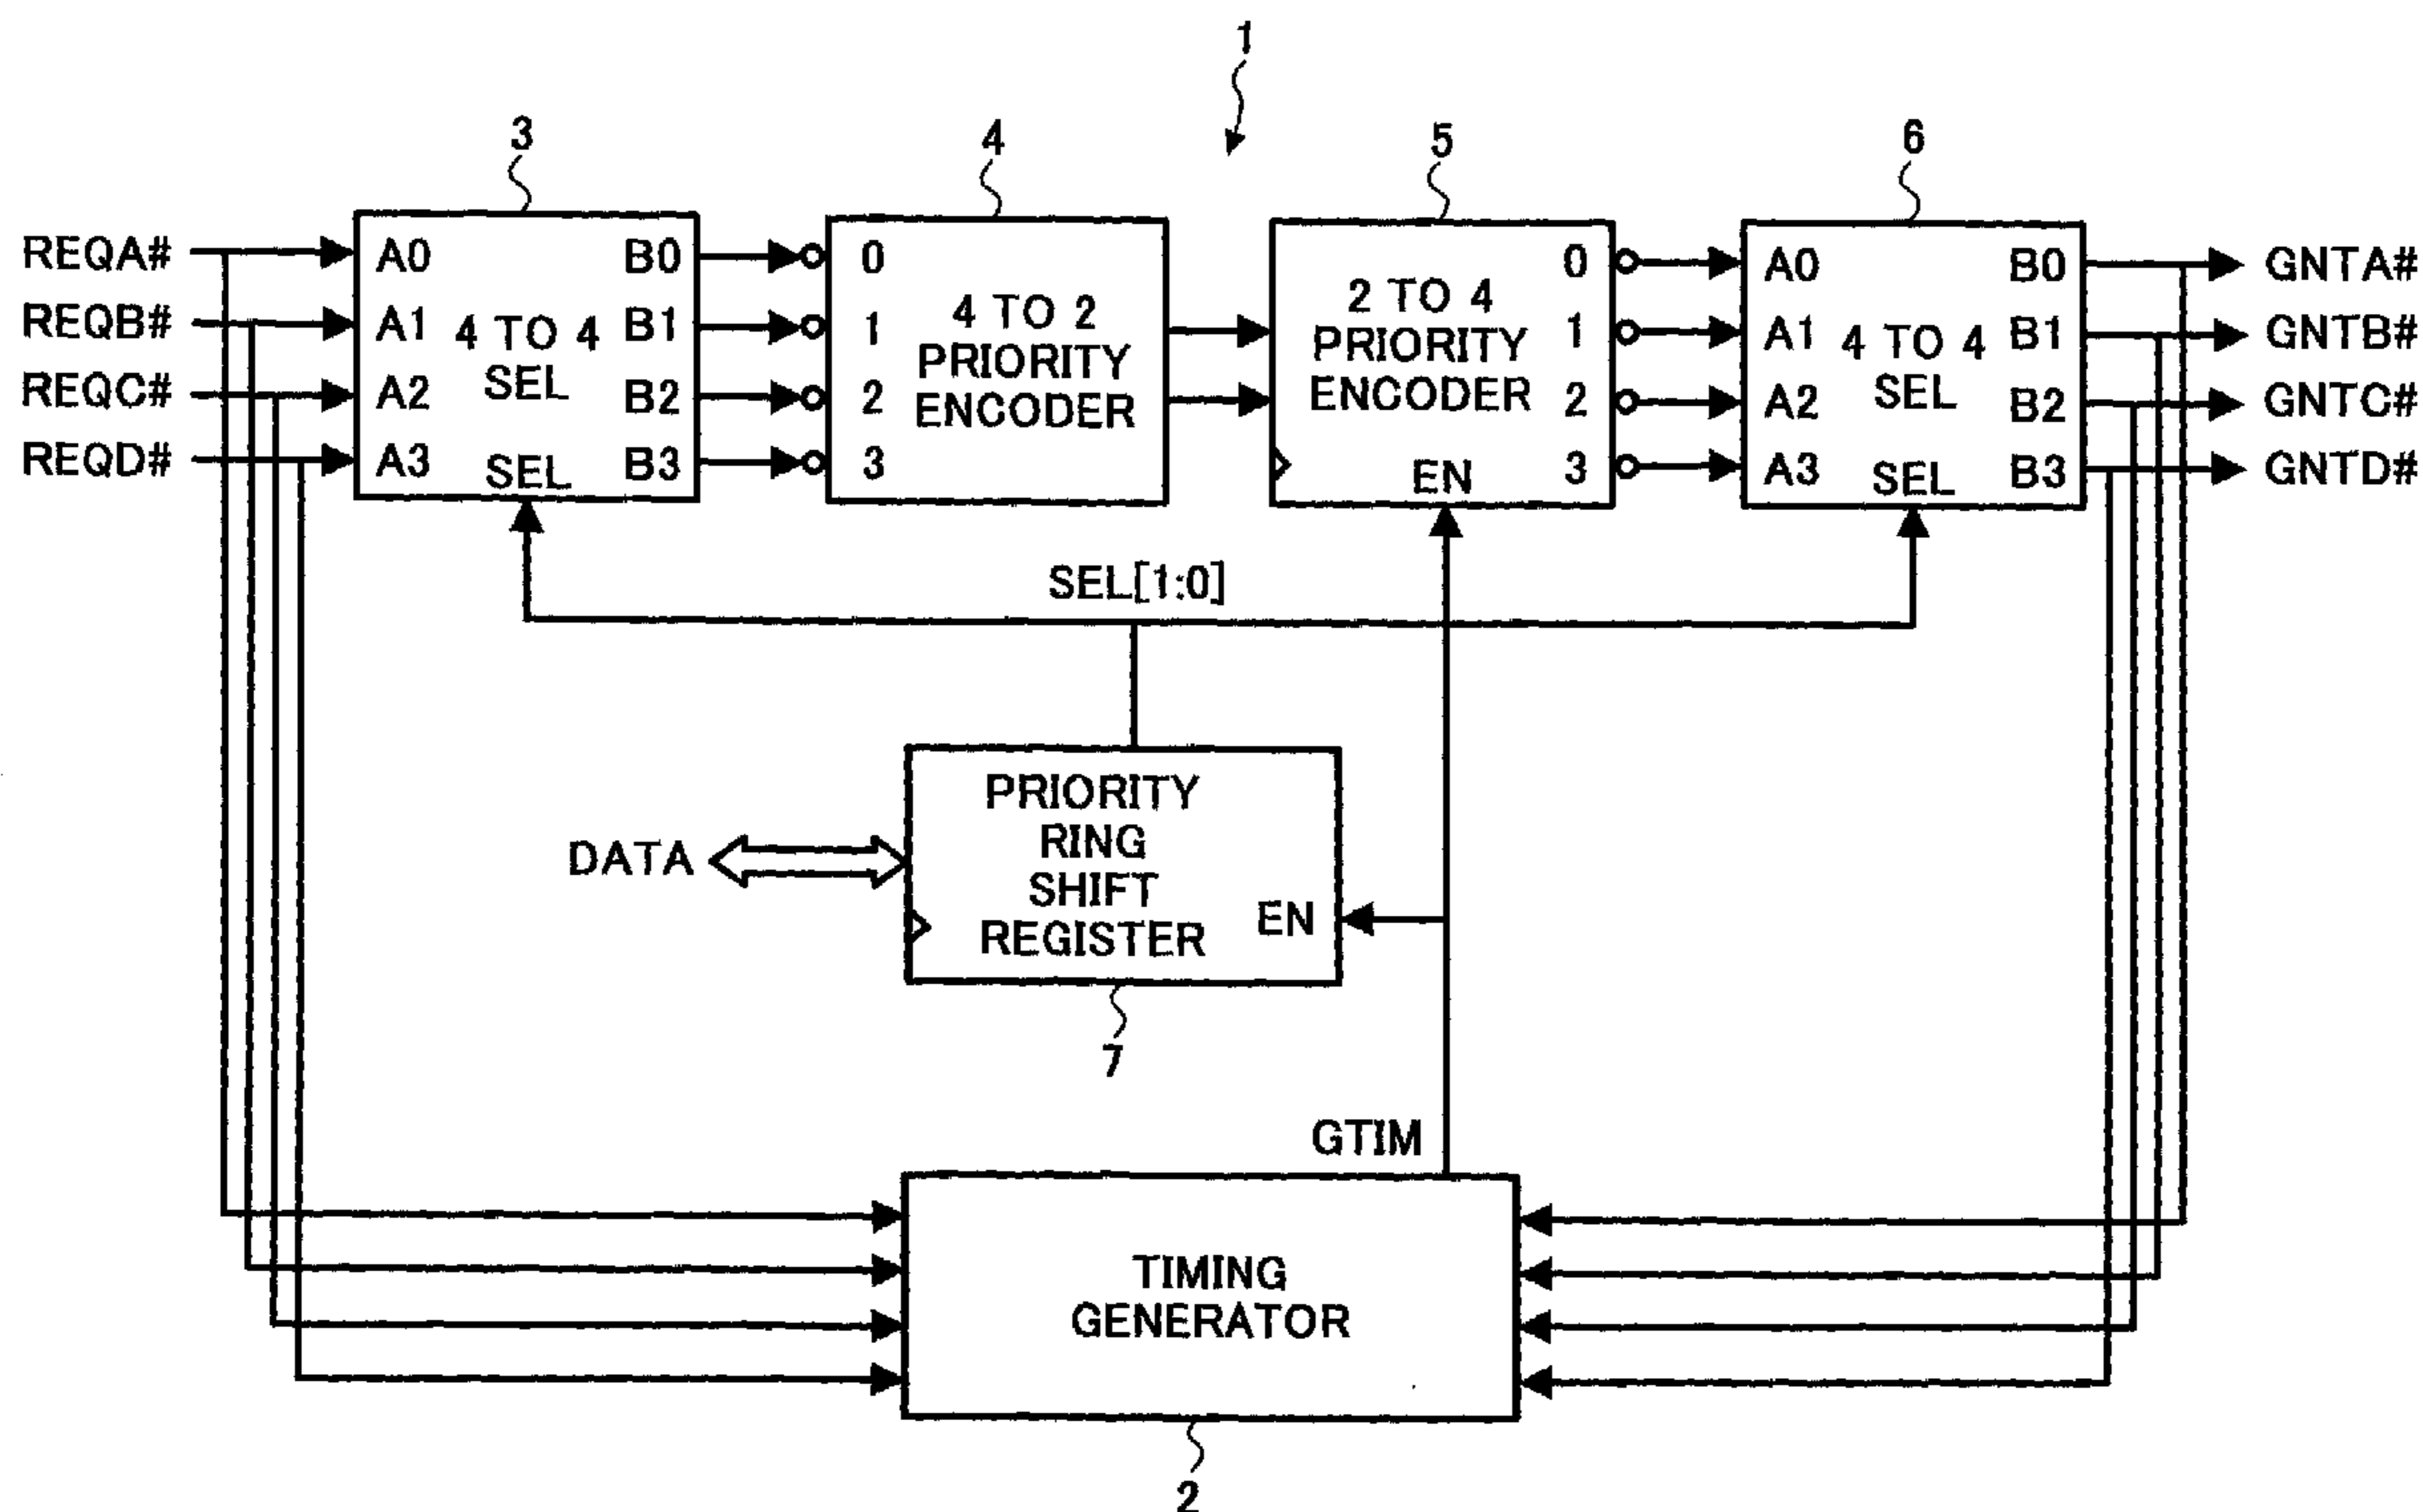 1
3
4
5
6
REQA#
REQB#
REQC#
REQD#
A0
A1
A2
A3
4 TO 4
SEL
SEL
B0
B1
B2
B3
0
1
2
3
4 TO 2
PRIORITY
ENCODER
2 TO 4
PRIORITY
ENCODER
EN
0
1
2
3
A0
A1
A2
A3
4 TO 4
SEL
SEL
B0
B1
B2
B3
GNTA#
GNTB#
GNTC#
GNTD#
SEL[1:0]
DATA
PRIORITY
RING
SHIFT
REGISTER
EN
7
GTIM
TIMING
GENERATOR
2